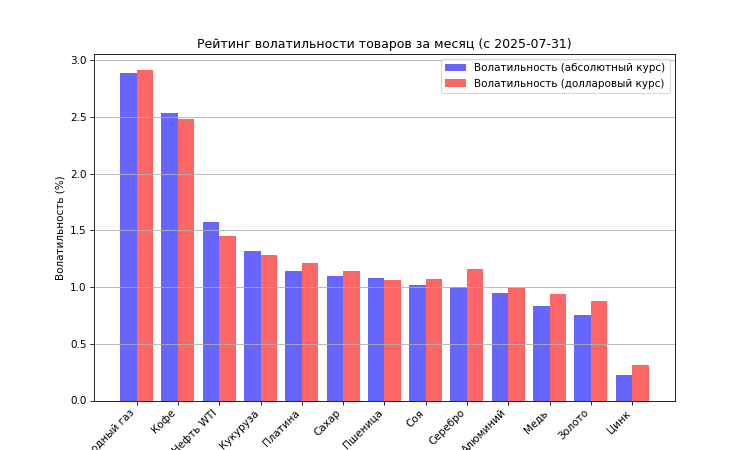 Рейтинг волатильности товаров за месяц (с 2025-07-31)
Волатильность (абсолютный курс)
Волатильность (долларовый курс)
Волатильность (%)
3.0
2.5
2.0
1.5
1.0
0.5
0.0
газ
Кофе
Нефть WTI
Кукуруза
Платина
Сахар
Пшеница
Соя
Серебро
Алюминий
Медь
Золото
Цинк